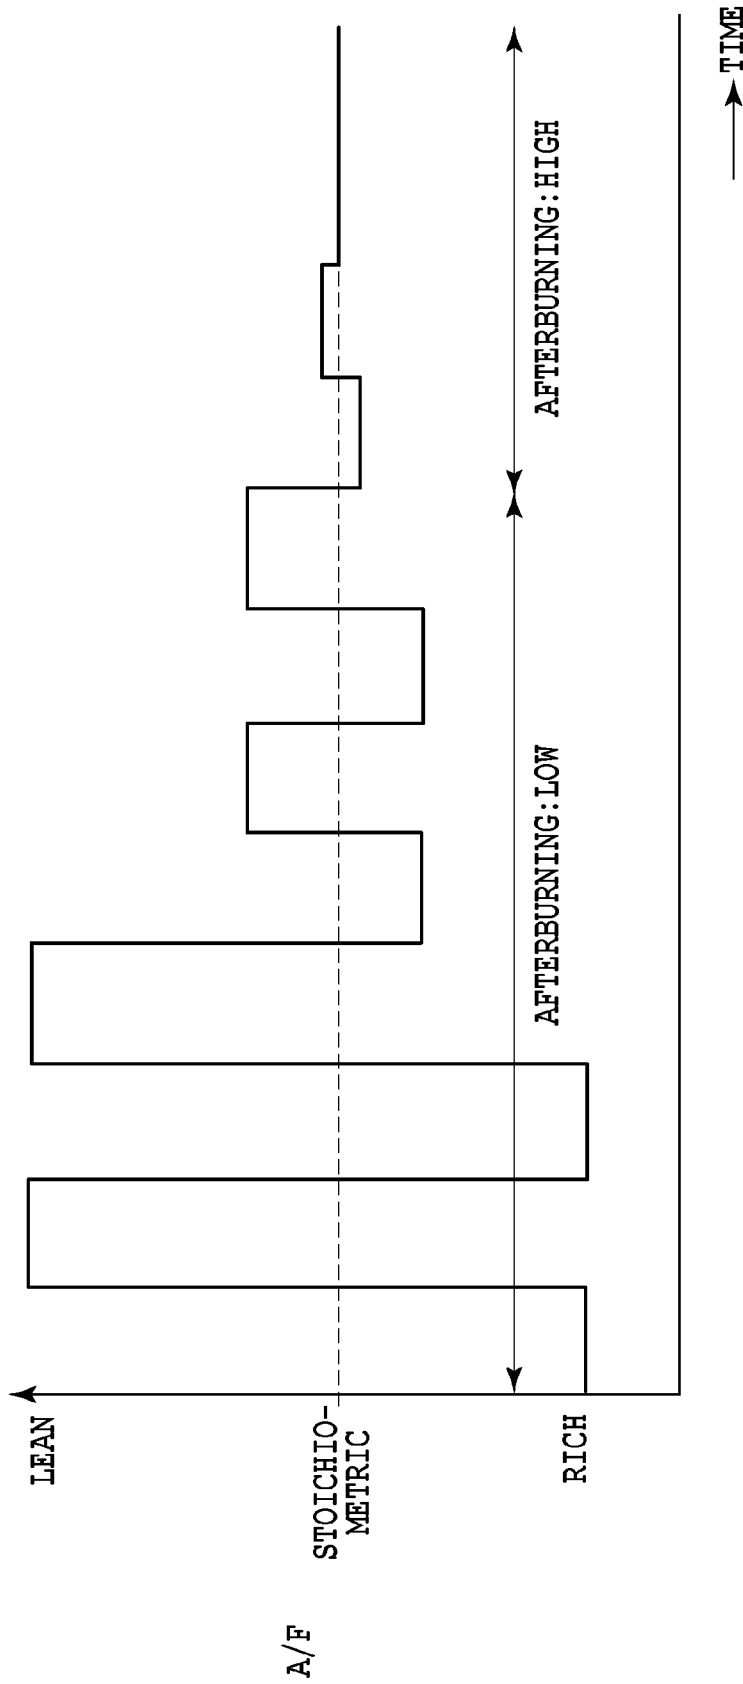 A/F
LEAN
STOICHIO-
METRIC
RICH
AFTERBURNING:LOW
AFTERBURNING:HIGH
TIME